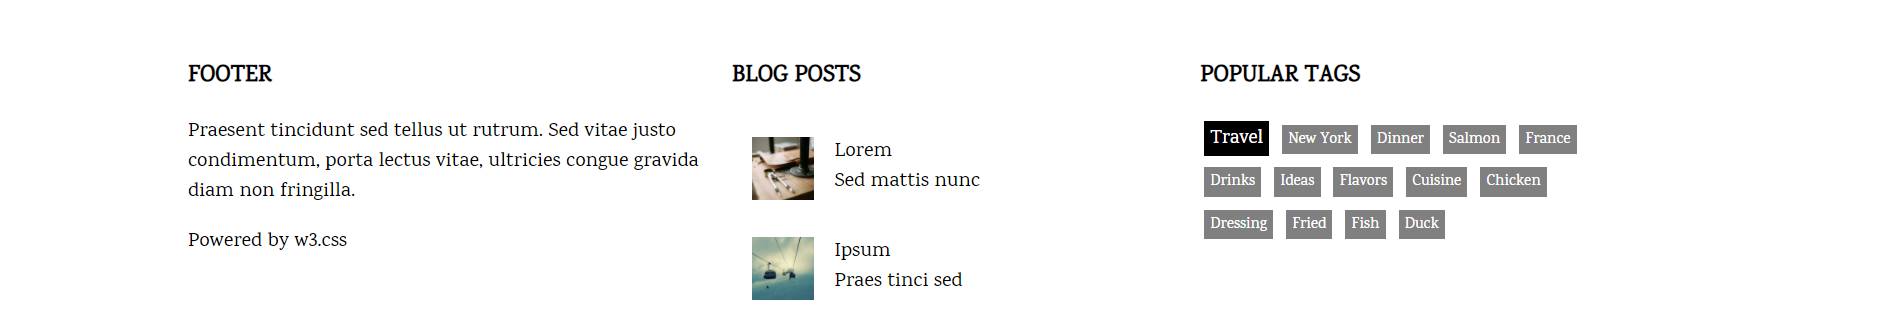 FOOTER
Praesent tincidunt sed tellus ut rutrum. Sed vitae justo
condimentum, porta lectus vitae, ultricies congue gravida
diam non fringilla.
Powered by w3.css
BLOG POSTS
Lorem
Sed mattis nunc
Ipsum
Praes tinci sed
POPULAR TAGS
Travel New York Dinner Salmon France
Drinks Ideas Flavors Cuisine Chicken
Dressing Fried Fish Duck